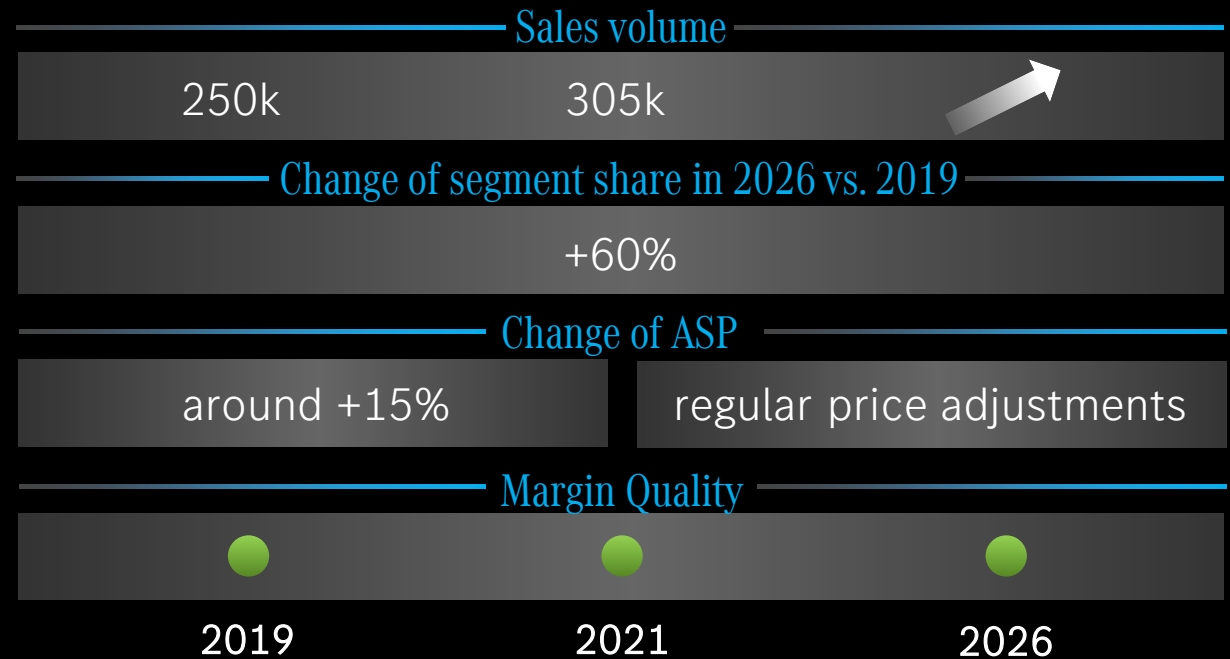 Sales volume
250k 305k
Change of segment share in 2026 vs. 2019
+60%
Change of ASP
around +15% regular price adjustments
Margin Quality
2019 2021 2026